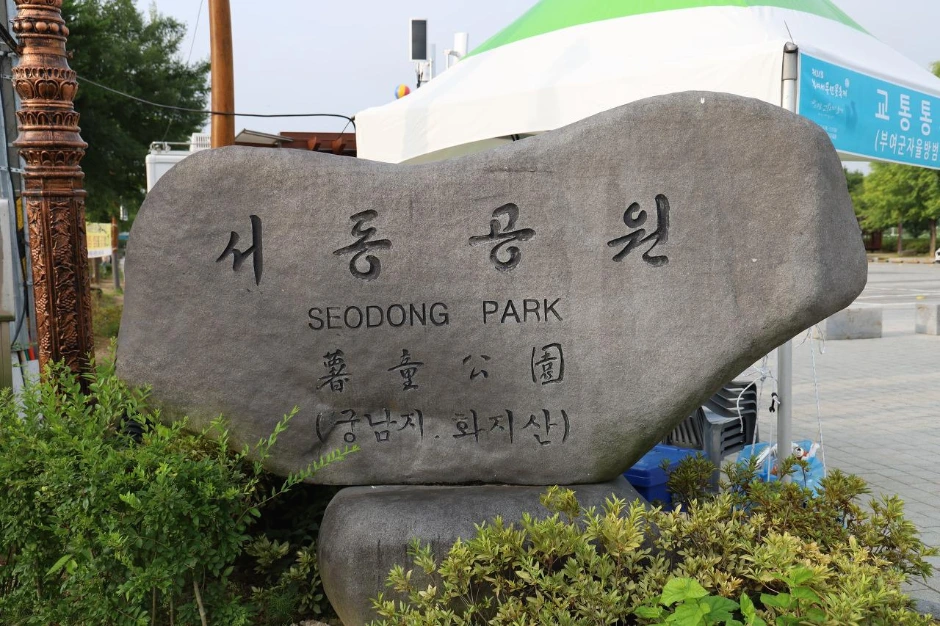 서동공원
SEODONG PARK
薯童公園
(궁남지.화지산)
교통통
(부여군자율방범